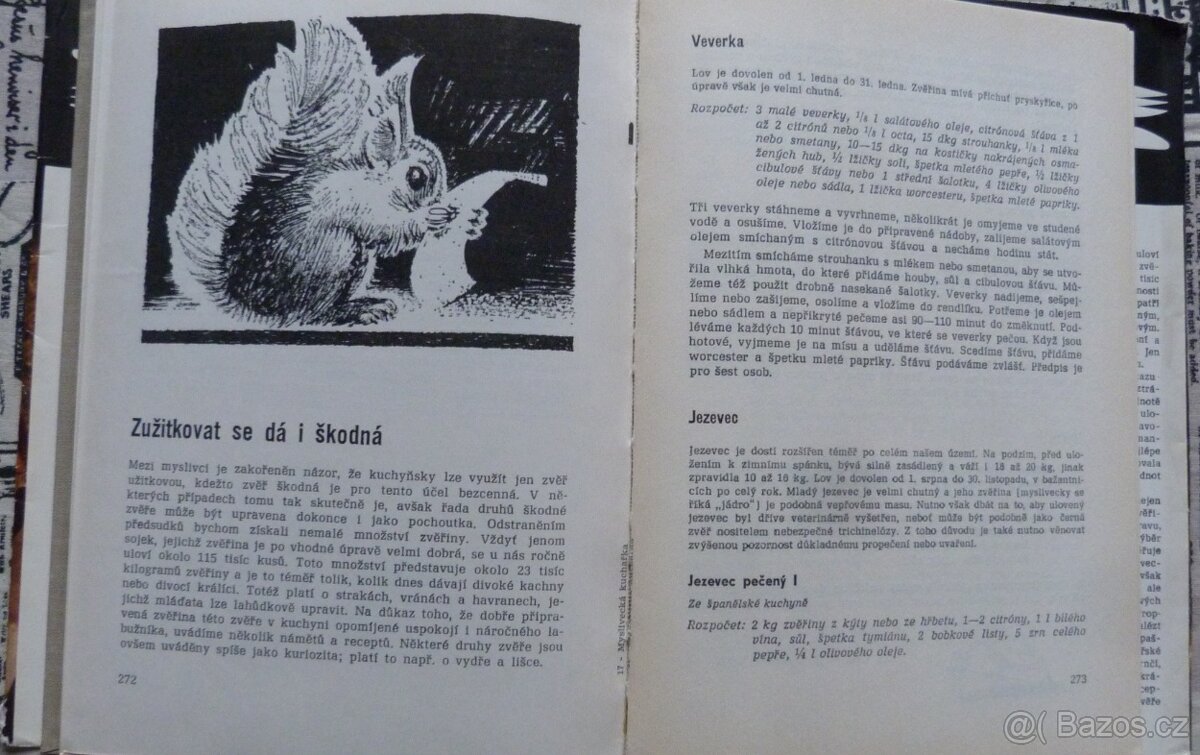 Zužitkovat se dá i škodná
Mezi myslivci je zakořeněn názor, že kuchyňsky lze využít jen zvěř
užitkovou, kdežto zvěř škodná je pro tento účel bezcenná. V ně-
kterých případech tomu tak skutečně je, avšak řada druhů škodné
zvěře může být upravena dokonce i jako pochoutka. Odstraněním
předsudků bychom získali nemalé množství zvěřiny. Vždyť jenom
sojek, jejichž zvěřina je po vhodné úpravě velmi dobrá, se u nás ročně
uloví okolo 115 tisíc kusů. Toto množství představuje okolo 23 tisíc
kilogramů zvěřiny a je to téměř tolik, kolik dnes dávají divoké kachny
nebo divocí králíci. Totéž platí o strakách, vránách a havranech, je-
jichž mláďata lze lahůdkově upravit. Na důkaz toho, že dobře připra-
vená zvěřina této zvěře v kuchyni opomíjené uspokojí i náročného la-
bužníka, uvádíme několik námětů a receptů. Některé druhy zvěře jsou
ovšem uváděny spíše jako kuriozita; platí to např. o vydře a lišce.
272
17 - Myslivecká kuchařka
Veverka
Lov je dovolen od 1. ledna do 31. ledna. Zvěřina mívá příchuť pryskyřice, po
úpravě však je velmi chutná.
Rozpočet: 3 malé veverky, 1/8 l salátového oleje, citrónová šťáva z 1
až 2 citrónů nebo 1/8 l octa, 15 dkg strouhanky, 1/8 l mléka
nebo smetany, 10—15 dkg na kostičky nakrájených osma-
žených hub, 1/2 lžičky soli, špetka mletého pepře, 1/2 lžičky
cibulové šťávy nebo 1 střední šalotku, 4 lžičky olivového
oleje nebo sádla, 1 lžička worcesteru, špetka mleté papriky.
Tři veverky stáhneme a vyvrhneme, několikrát je omyjeme ve studené
vodě a osušíme. Vložíme je do připravené nádoby, zalijeme salátovým
olejem smíchaným s citrónovou šťávou a necháme hodinu stát.
Mezitím smícháme strouhanku s mlékem nebo smetanou, aby se utvo-
řila vlhká hmota, do které přidáme houby, sůl a cibulovou šťávu. Mů-
žeme též použít drobně nasekané šalotky. Veverky nadijeme, sešpej-
líme nebo zašijeme, osolíme a vložíme do rendlíku. Potřeme je olejem
nebo sádlem a nepřikryté pečeme asi 90—110 minut do změknutí. Pod-
léváme každých 10 minut šťávou, ve které se veverky pečou. Když jsou
hotové, vyjmeme je na mísu a uděláme šťávu. Scedíme šťávu, přidáme
worcester a špetku mleté papriky. Šťávu podáváme zvlášť. Předpis je
pro šest osob.
Jezevec
Jezevec je dosti rozšířen téměř po celém našem území. Na podzim, před ulo-
žením k zimnímu spánku, bývá silně zasádlený a váží i 18 až 20 kg, jinak
zpravidla 10 až 16 kg. Lov je dovolen od 1. srpna do 30. listopadu, v bažantni-
cích po celý rok. Mladý jezevec je velmi chutný a jeho zvěřina (myslivecky se
říká „jádro“) je podobná vepřovému masu. Nutno však dbát na to, aby ulovený
jezevec byl dříve veterinárně vyšetřen, neboť může být podobně jako černá
zvěř nositelem nebezpečné trichinelózy. Z toho důvodu je také nutno věnovat
zvýšenou pozornost důkladnému propečení nebo uvaření.
Jezevec pečený I
Ze španělské kuchyně
Rozpočet: 2 kg zvěřiny z kýty nebo ze hřbetu, 1—2 citróny, 1 l bílého
vína, sůl, špetka tymiánu, 2 bobkové listy, 5 zrn celého
pepře, 1/4 l olivového oleje.
273
@( Bazos.cz